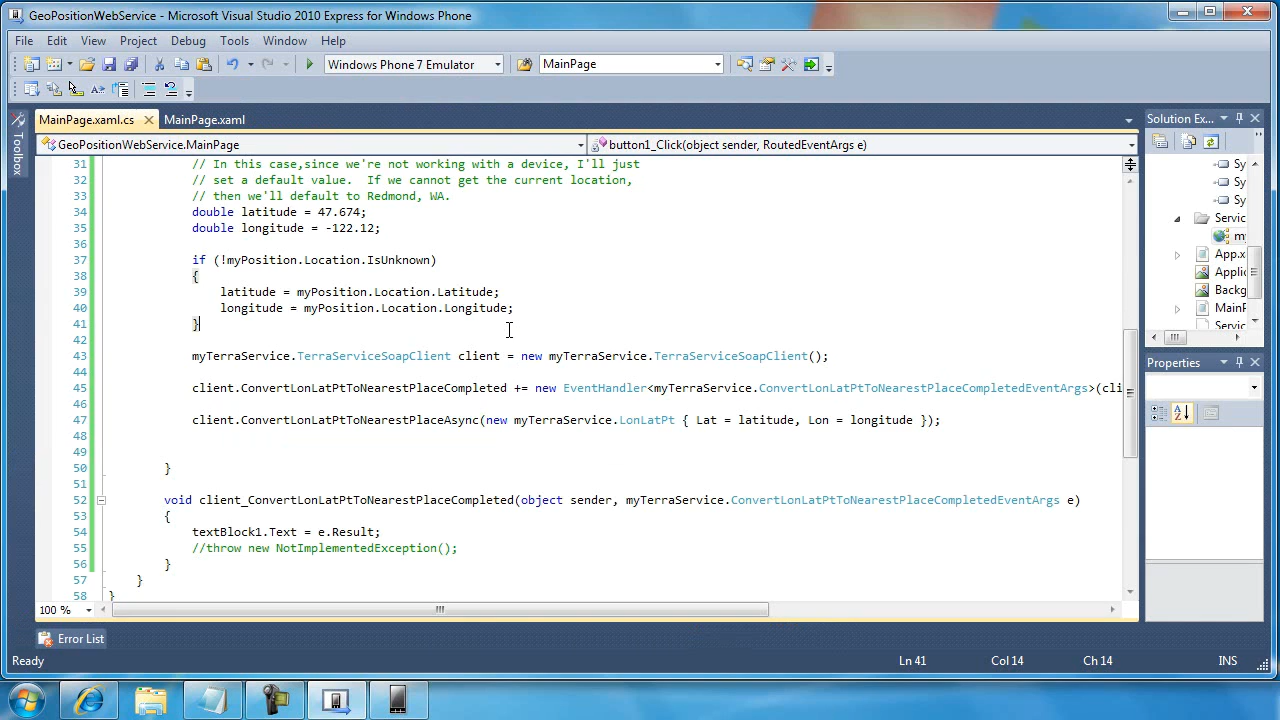 GeoPositionWebService - Microsoft Visual Studio 2010 Express for Windows Phone
File Edit View Project Debug Tools Window Help
Windows Phone 7 Emulator MainPage
MainPage.xaml.cs MainPage.xaml
GeoPositionWebService.MainPage button1_Click(object sender, RoutedEventArgs e)
Toolbox
31 // In this case,since we're not working with a device, I'll just
32 // set a default value.  If we cannot get the current location,
33 // then we'll default to Redmond, WA.
34 double latitude = 47.674;
35 double longitude = -122.12;
36
37 if (!myPosition.Location.IsUnknown)
38 {
39 latitude = myPosition.Location.Latitude;
40 longitude = myPosition.Location.Longitude;
41 }
42
43 myTerraService.TerraServiceSoapClient client = new myTerraService.TerraServiceSoapClient();
44
45 client.ConvertLonLatPtToNearestPlaceCompleted += new EventHandler<myTerraService.ConvertLonLatPtToNearestPlaceCompletedEventArgs>(cli
46
47 client.ConvertLonLatPtToNearestPlaceAsync(new myTerraService.LonLatPt { Lat = latitude, Lon = longitude });
48
49
50 }
51
52 void client_ConvertLonLatPtToNearestPlaceCompleted(object sender, myTerraService.ConvertLonLatPtToNearestPlaceCompletedEventArgs e)
53 {
54 textBlock1.Text = e.Result;
55 //throw new NotImplementedException();
56 }
57 }
58 }
100 %
Solution Ex...
Sy
Sy
Sy
Servic
my
App.x
Applic
Backg
MainP
Servic
Properties
Error List
Ready Ln 41 Col 14 Ch 14 INS